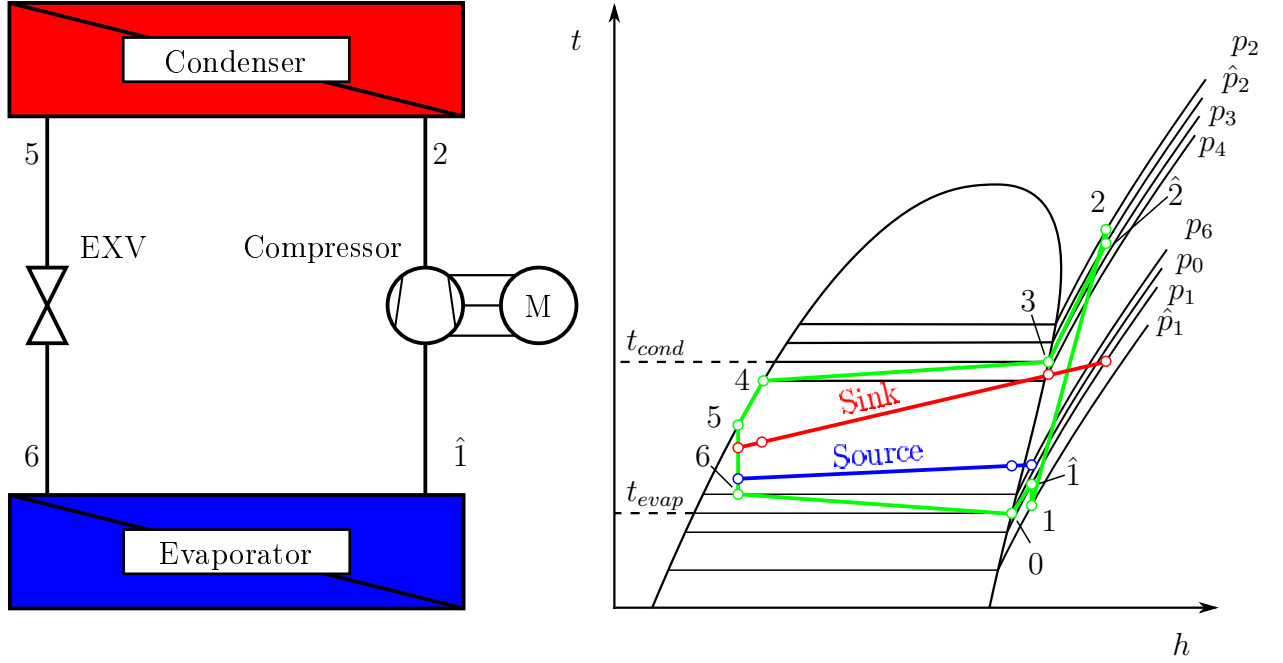 Condenser
5
2
EXV
Compressor
M
6
1̂
Evaporator
t
p₂
p̂₂
p₃
p₄
2
2̂
p₆
p₀
p₁
p̂₁
3
t_cond
4
Sink
5
6
Source
t_evap
1̂
1
0
h